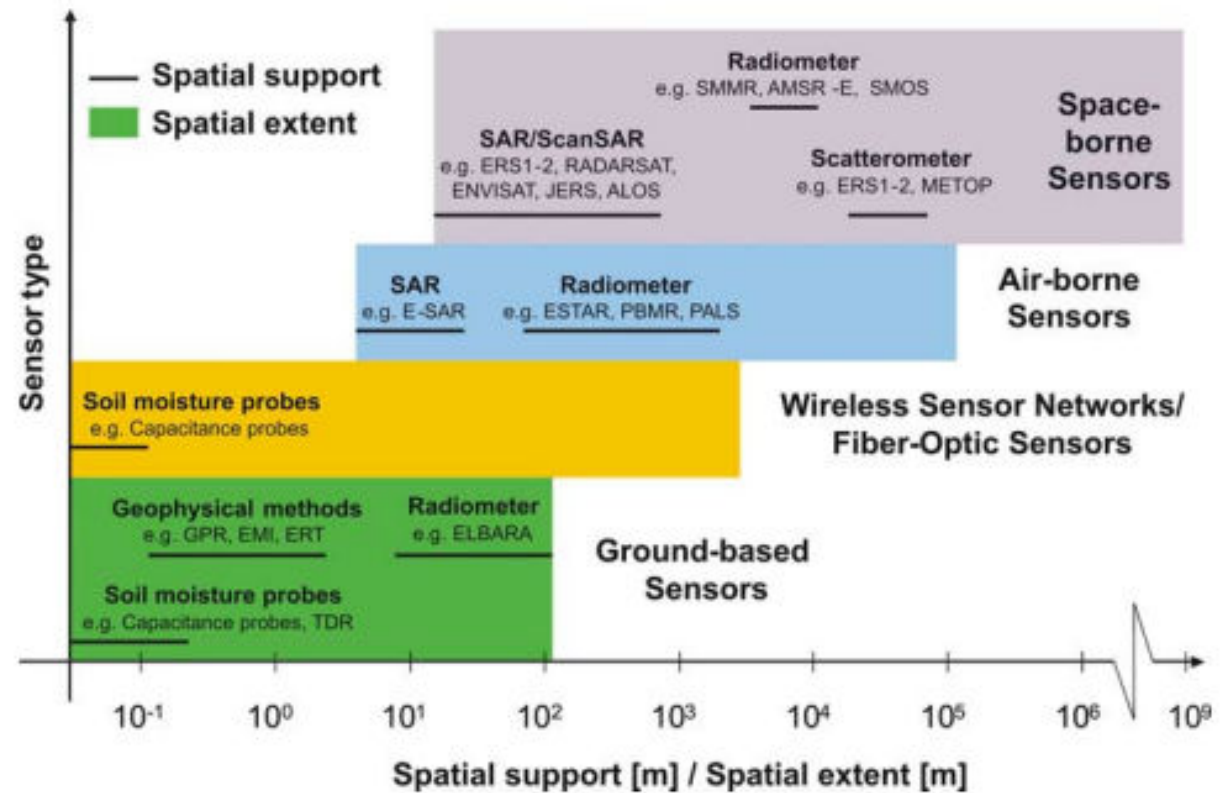 Spatial support
Spatial extent
Radiometer
e.g. SMMR, AMSR -E, SMOS
SAR/ScanSAR
e.g. ERS1-2, RADARSAT,
ENVISAT, JERS, ALOS
Scatterometer
e.g. ERS1-2, METOP
Space-
borne
Sensors
SAR
e.g. E-SAR
Radiometer
e.g. ESTAR, PBMR, PALS
Air-borne
Sensors
Soil moisture probes
e.g. Capacitance probes
Wireless Sensor Networks/
Fiber-Optic Sensors
Geophysical methods
e.g. GPR, EMI, ERT
Radiometer
e.g. ELBARA
Ground-based
Sensors
Soil moisture probes
e.g. Capacitance probes, TDR
Sensor type
10⁻¹ 10⁰ 10¹ 10² 10³ 10⁴ 10⁵ 10⁶ 10⁹
Spatial support [m] / Spatial extent [m]